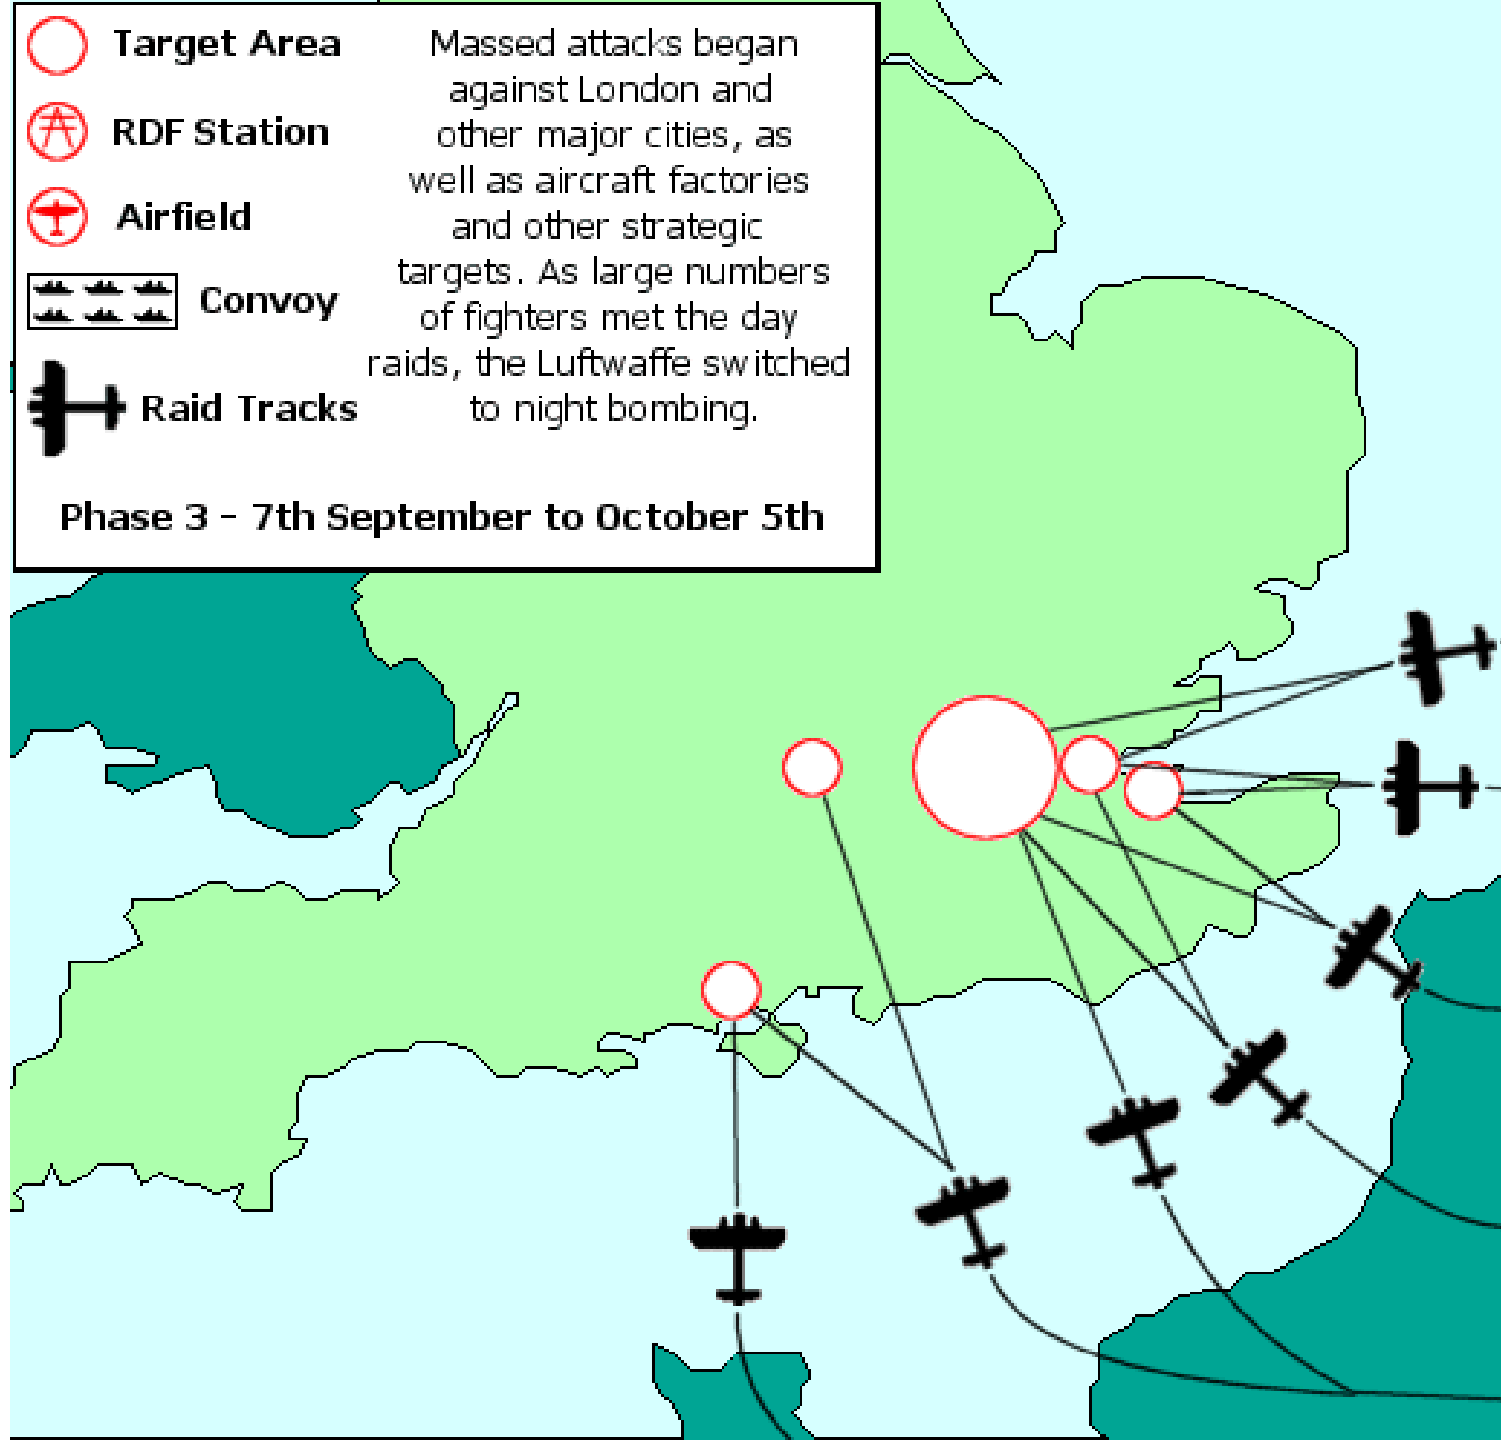 Target Area
RDF Station
Airfield
Convoy
Raid Tracks
Massed attacks began
against London and
other major cities, as
well as aircraft factories
and other strategic
targets. As large numbers
of fighters met the day
raids, the Luftwaffe switched
to night bombing.
Phase 3 - 7th September to October 5th